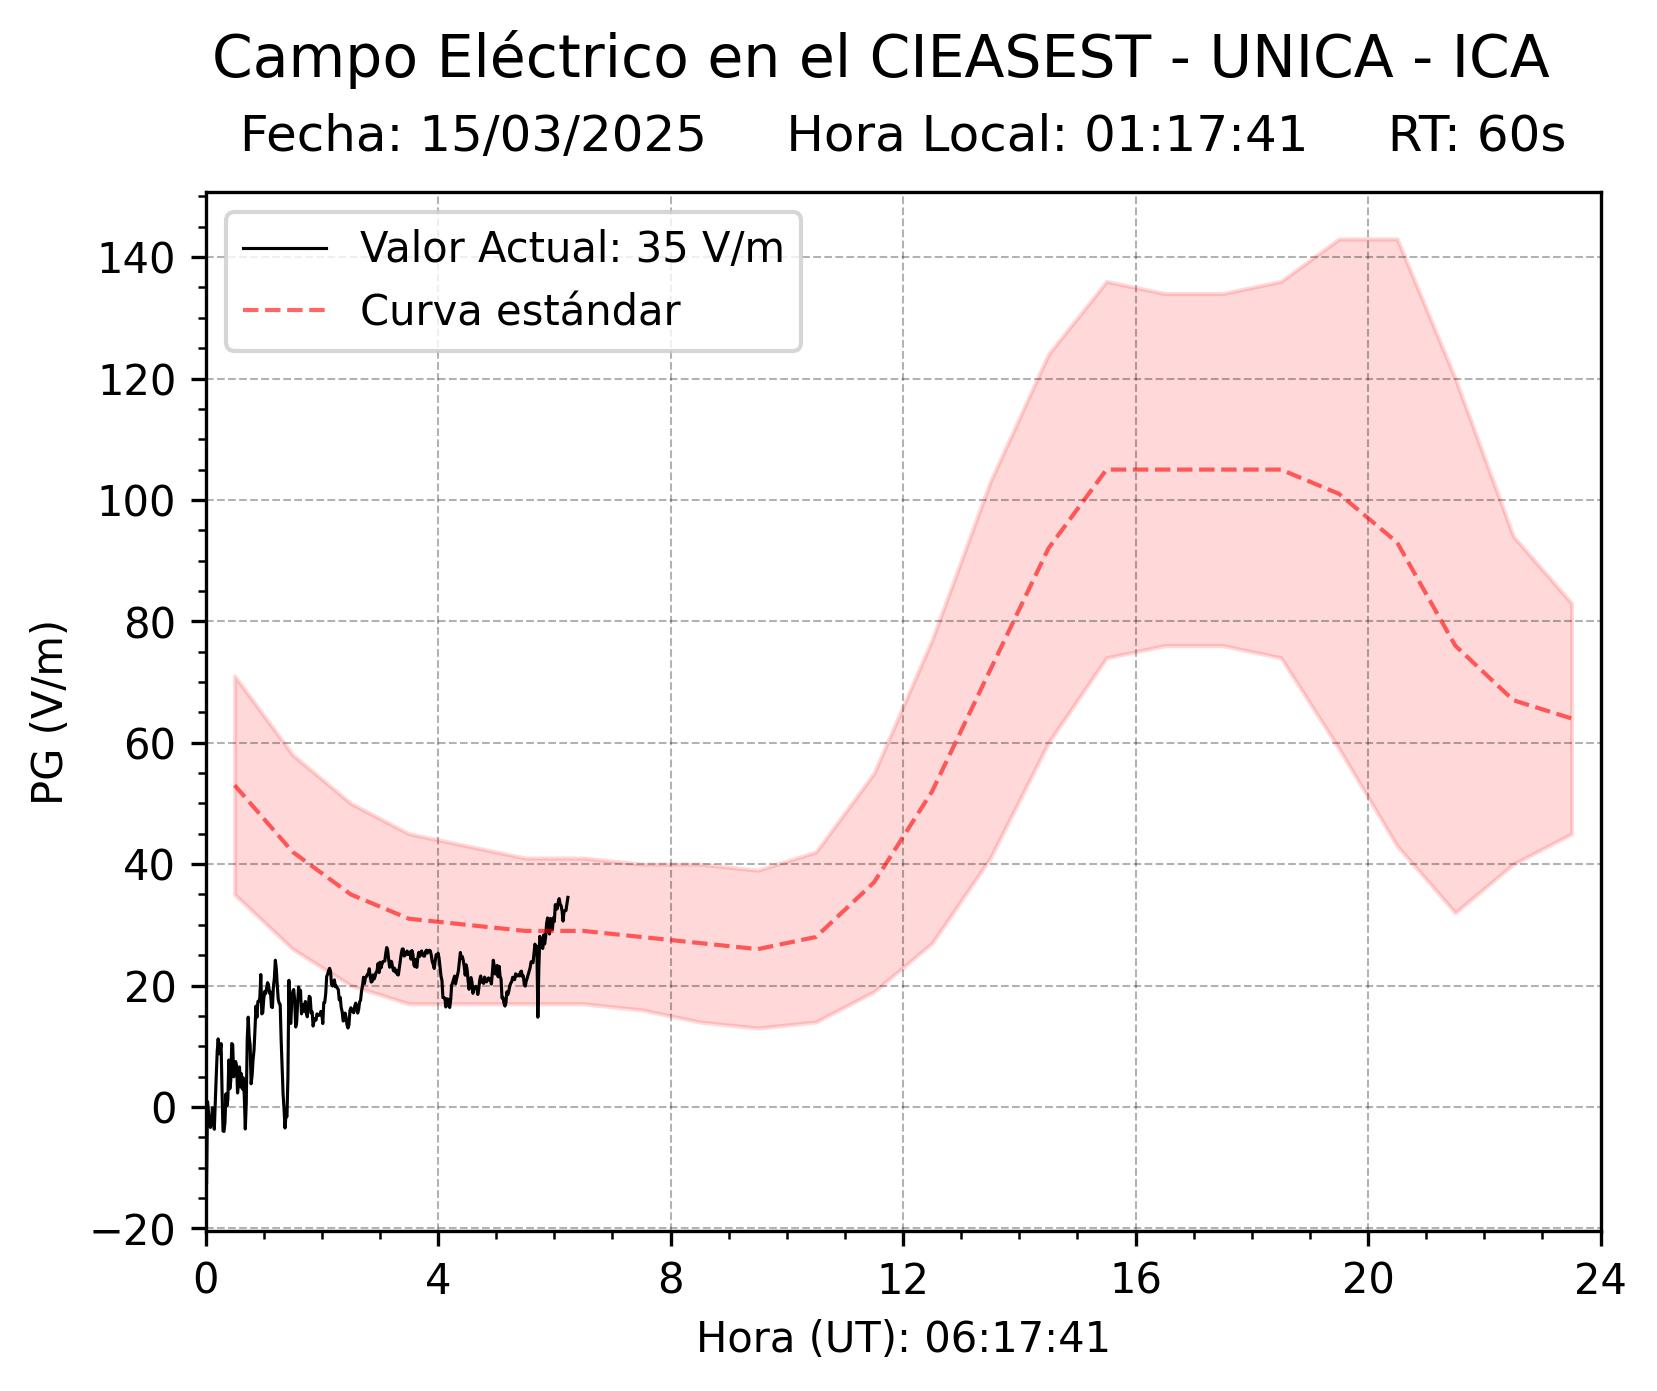 Campo Eléctrico en el CIEASEST - UNICA - ICA
Fecha: 15/03/2025 Hora Local: 01:17:41 RT: 60s
Valor Actual: 35 V/m
Curva estándar
PG (V/m)
140
120
100
80
60
40
20
0
−20
0 4 8 12 16 20 24
Hora (UT): 06:17:41